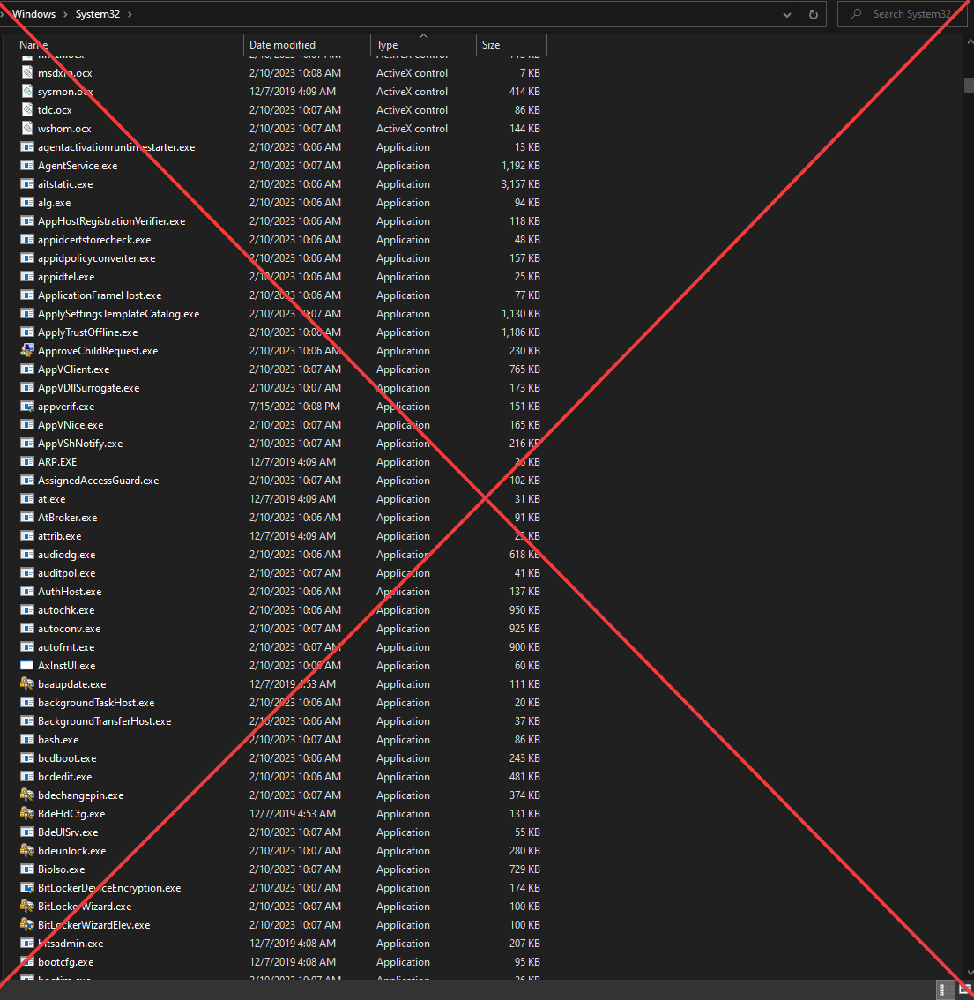 Windows > System32 > Search System32
Name Date modified Type Size
msdxm.ocx 2/10/2023 10:08 AM ActiveX control 7 KB
sysmon.ocx 12/7/2019 4:09 AM ActiveX control 414 KB
tdc.ocx 2/10/2023 10:07 AM ActiveX control 86 KB
wshom.ocx 2/10/2023 10:07 AM ActiveX control 144 KB
agentactivationruntimestarter.exe 2/10/2023 10:06 AM Application 13 KB
AgentService.exe 2/10/2023 10:07 AM Application 1,192 KB
aitstatic.exe 2/10/2023 10:06 AM Application 3,157 KB
alg.exe 2/10/2023 10:06 AM Application 94 KB
AppHostRegistrationVerifier.exe 2/10/2023 10:06 AM Application 118 KB
appidcertstorecheck.exe 2/10/2023 10:06 AM Application 48 KB
appidpolicyconverter.exe 2/10/2023 10:06 AM Application 157 KB
appidtel.exe 2/10/2023 10:06 AM Application 25 KB
ApplicationFrameHost.exe 2/10/2023 10:06 AM Application 77 KB
ApplySettingsTemplateCatalog.exe 2/10/2023 10:07 AM Application 1,130 KB
ApplyTrustOffline.exe 2/10/2023 10:06 AM Application 1,186 KB
ApproveChildRequest.exe 2/10/2023 10:06 AM Application 230 KB
AppVClient.exe 2/10/2023 10:07 AM Application 765 KB
AppVDllSurrogate.exe 2/10/2023 10:07 AM Application 173 KB
appverif.exe 7/15/2022 10:08 PM Application 151 KB
AppVNice.exe 2/10/2023 10:07 AM Application 165 KB
AppVShNotify.exe 2/10/2023 10:07 AM Application 216 KB
ARP.EXE 12/7/2019 4:09 AM Application KB
AssignedAccessGuard.exe 2/10/2023 10:07 AM Application 102 KB
at.exe 12/7/2019 4:09 AM Application 31 KB
AtBroker.exe 2/10/2023 10:06 AM Application 91 KB
attrib.exe 12/7/2019 4:09 AM Application KB
audiodg.exe 2/10/2023 10:06 AM Application 618 KB
auditpol.exe 2/10/2023 10:07 AM Application 41 KB
AuthHost.exe 2/10/2023 10:06 AM Application 137 KB
autochk.exe 2/10/2023 10:06 AM Application 950 KB
autoconv.exe 2/10/2023 10:07 AM Application 925 KB
autofmt.exe 2/10/2023 10:07 AM Application 900 KB
AxInstUI.exe 2/10/2023 10:06 AM Application 60 KB
baaupdate.exe 12/7/2019 4:53 AM Application 111 KB
backgroundTaskHost.exe 2/10/2023 10:06 AM Application 20 KB
BackgroundTransferHost.exe 2/10/2023 10:06 AM Application 37 KB
bash.exe 2/10/2023 10:07 AM Application 86 KB
bcdboot.exe 2/10/2023 10:06 AM Application 243 KB
bcdedit.exe 2/10/2023 10:06 AM Application 481 KB
bdechangepin.exe 2/10/2023 10:07 AM Application 374 KB
BdeHdCfg.exe 12/7/2019 4:53 AM Application 131 KB
BdeUISrv.exe 2/10/2023 10:07 AM Application 55 KB
bdeunlock.exe 2/10/2023 10:07 AM Application 280 KB
BioIso.exe 2/10/2023 10:07 AM Application 729 KB
BitLockerDeviceEncryption.exe 2/10/2023 10:07 AM Application 174 KB
BitLockerWizard.exe 2/10/2023 10:07 AM Application 100 KB
BitLockerWizardElev.exe 2/10/2023 10:07 AM Application 100 KB
bitsadmin.exe 12/7/2019 4:08 AM Application 207 KB
bootcfg.exe 12/7/2019 4:08 AM Application 95 KB